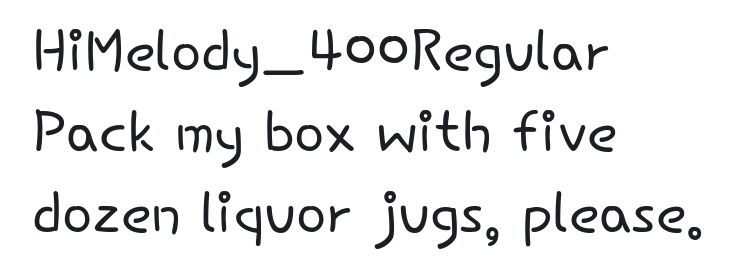 HiMelody_400Regular
Pack my box with five
dozen liquor jugs, please.